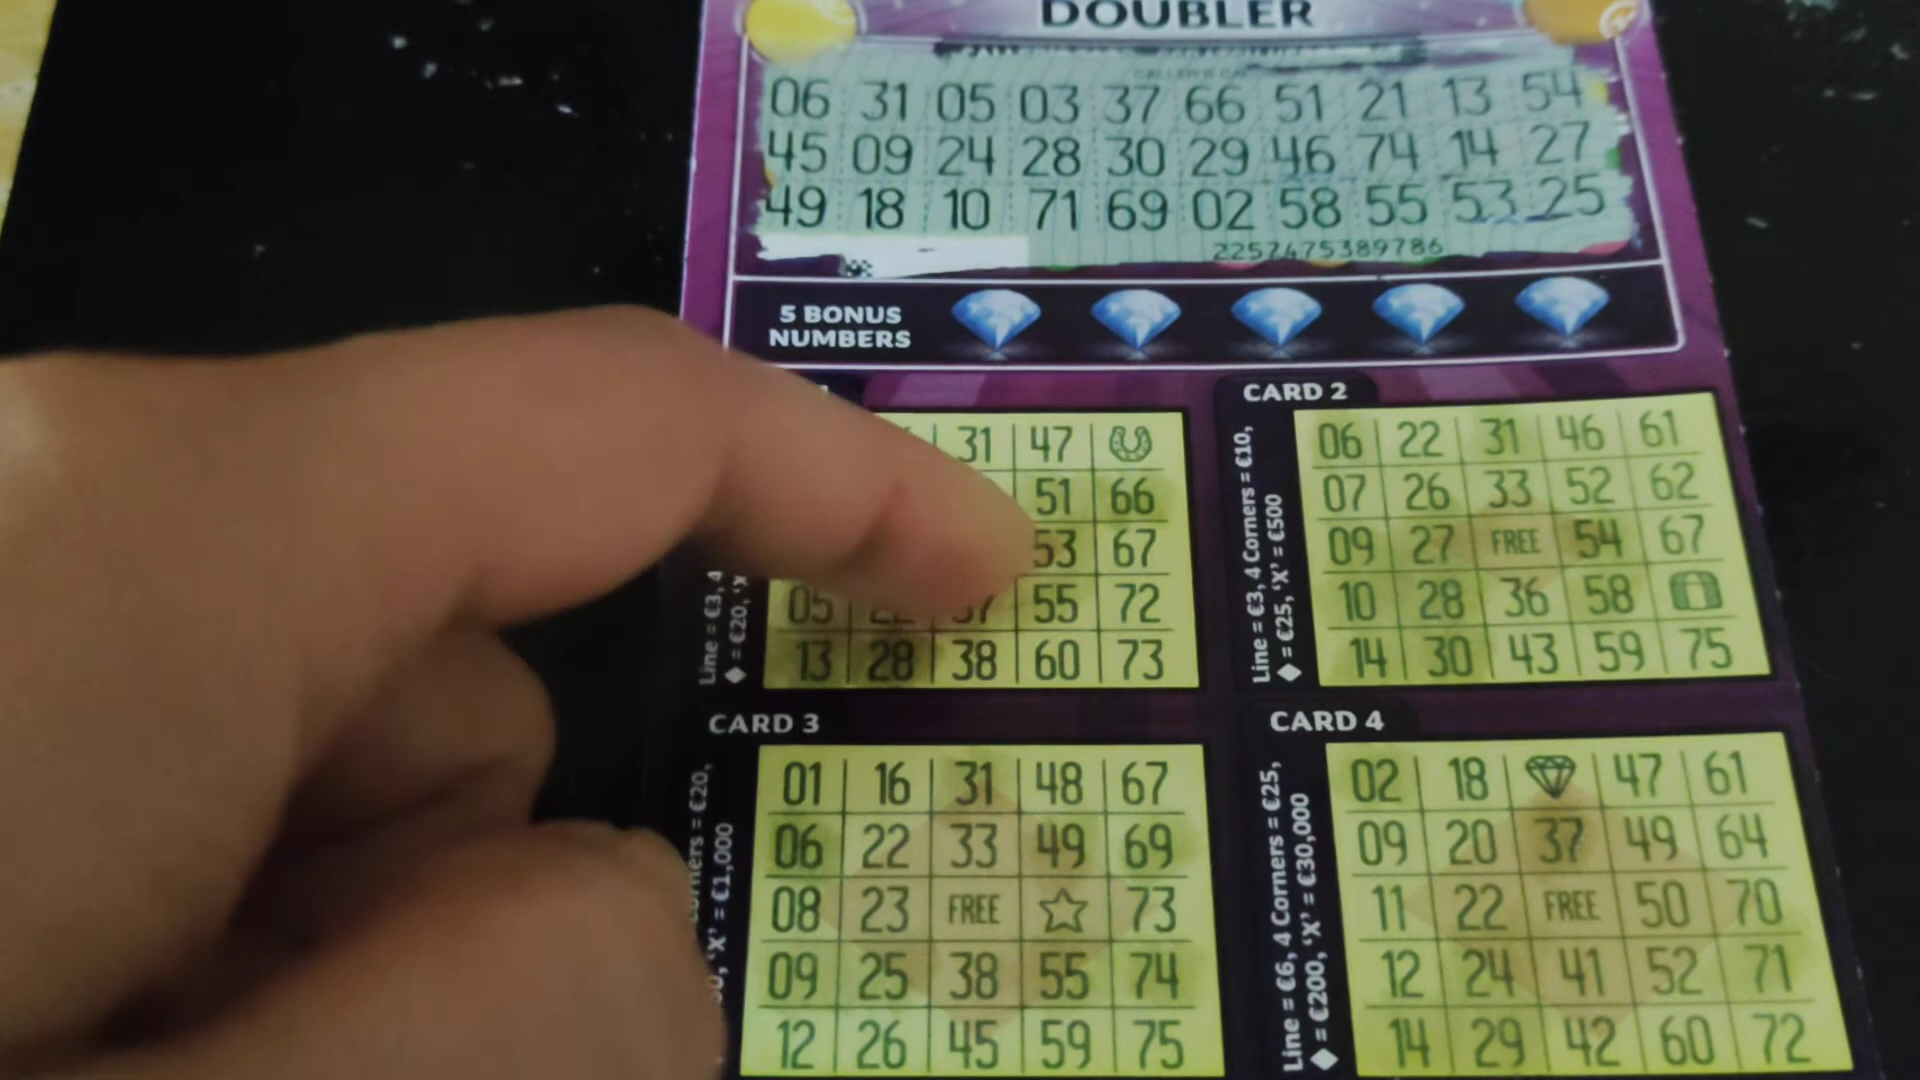 DOUBLER
06 31 05 03 37 66 51 21 13 54
45 09 24 28 30 29 46 74 14 27
49 18 10 71 69 02 58 55 53 25
2257475389786
5 BONUS
NUMBERS
31 47
51 66
53 67
05 37 55 72
13 28 38 60 73
Line = €3, 4
= €20, 'X
CARD 2
Line = €3, 4 Corners = €10,
= €25, 'X' = €500
06 22 31 46 61
07 26 33 52 62
09 27 FREE 54 67
10 28 36 58
14 30 43 59 75
CARD 3
Corners = €20,
'X' = €1,000
01 16 31 48 67
06 22 33 49 69
08 23 FREE 73
09 25 38 55 74
12 26 45 59 75
CARD 4
Line = €6, 4 Corners = €25,
= €200, 'X' = €30,000
02 18 47 61
09 20 37 49 64
11 22 FREE 50 70
12 24 41 52 71
14 29 42 60 72